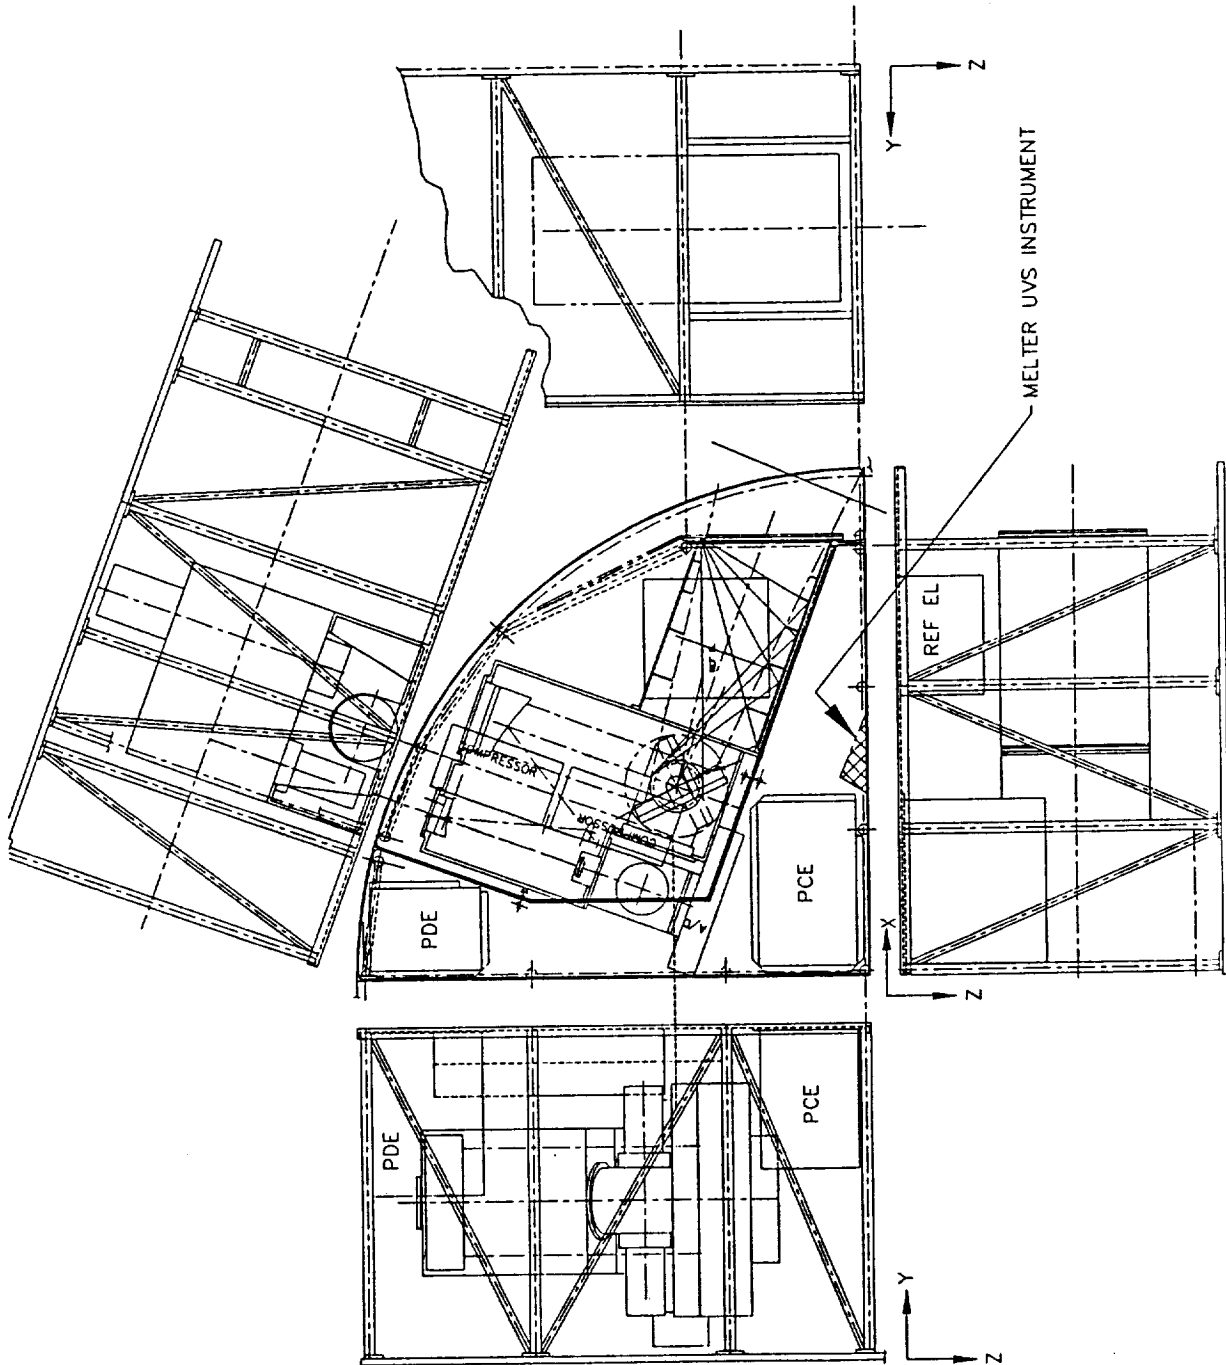 Z
Y
MELTER UVS INSTRUMENT
REF EL
COMPRESSOR
COMPRESSOR
PDE
PCE
X
Z
PDE
PCE
Y
Z